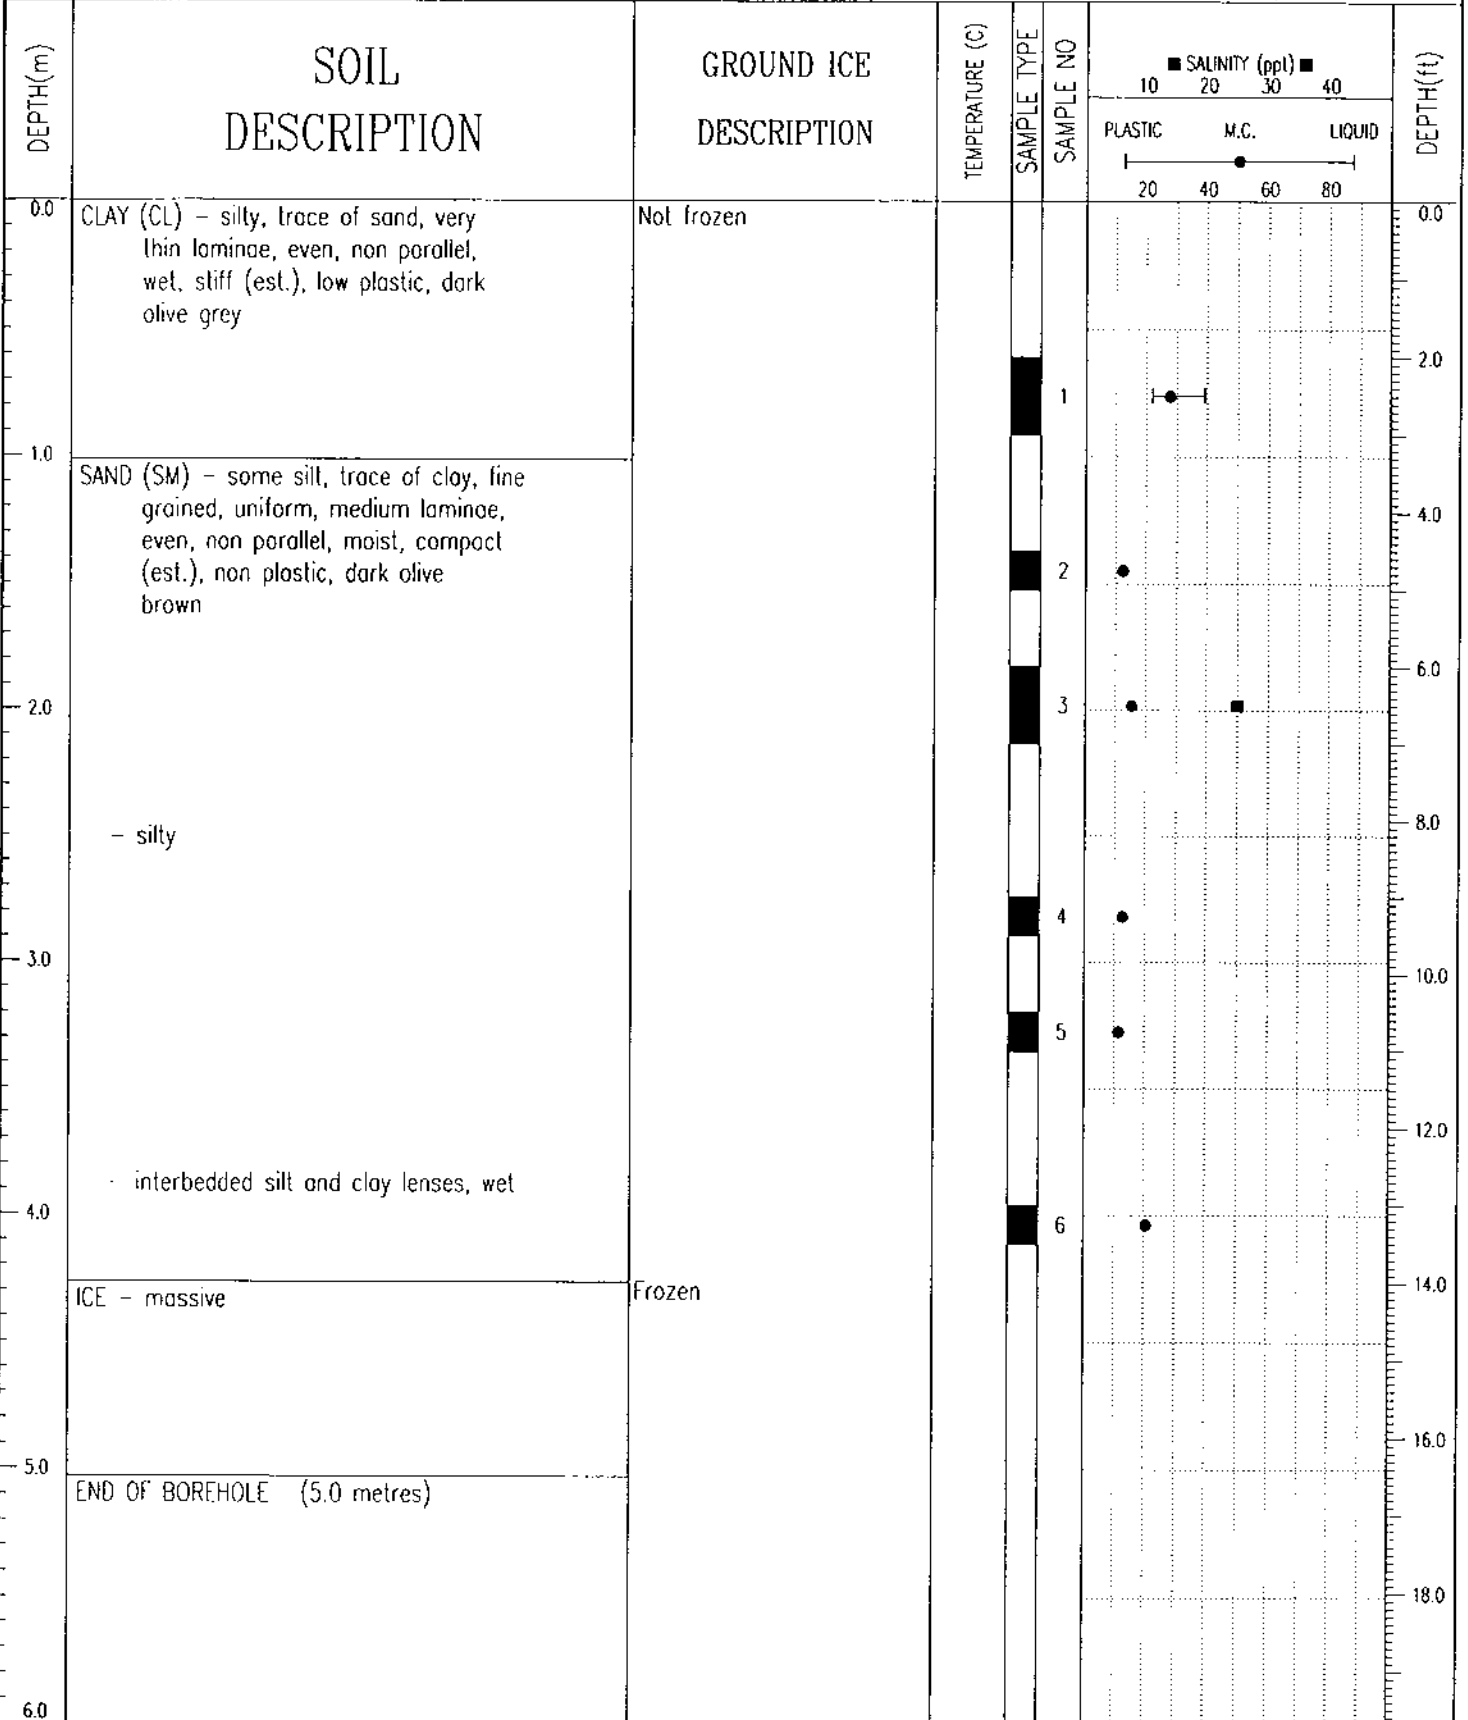 DEPTH(m)
SOIL
DESCRIPTION
GROUND ICE
DESCRIPTION
TEMPERATURE (C)
SAMPLE TYPE
SAMPLE NO
■ SALINITY (ppt) ■
10 20 30 40
PLASTIC M.C. LIQUID
20 40 60 80
DEPTH(ft)
0.0
CLAY (CL) – silty, trace of sand, very
thin laminae, even, non parallel,
wet, stiff (est.), low plastic, dark
olive grey
Not frozen
0.0
2.0
1
1.0
SAND (SM) – some silt, trace of clay, fine
grained, uniform, medium laminae,
even, non parallel, moist, compact
(est.), non plastic, dark olive
brown
4.0
2
6.0
2.0
3
– silty
8.0
4
3.0
10.0
5
12.0
- interbedded silt and clay lenses, wet
4.0
6
ICE – massive
Frozen
14.0
16.0
5.0
END OF BOREHOLE (5.0 metres)
18.0
6.0